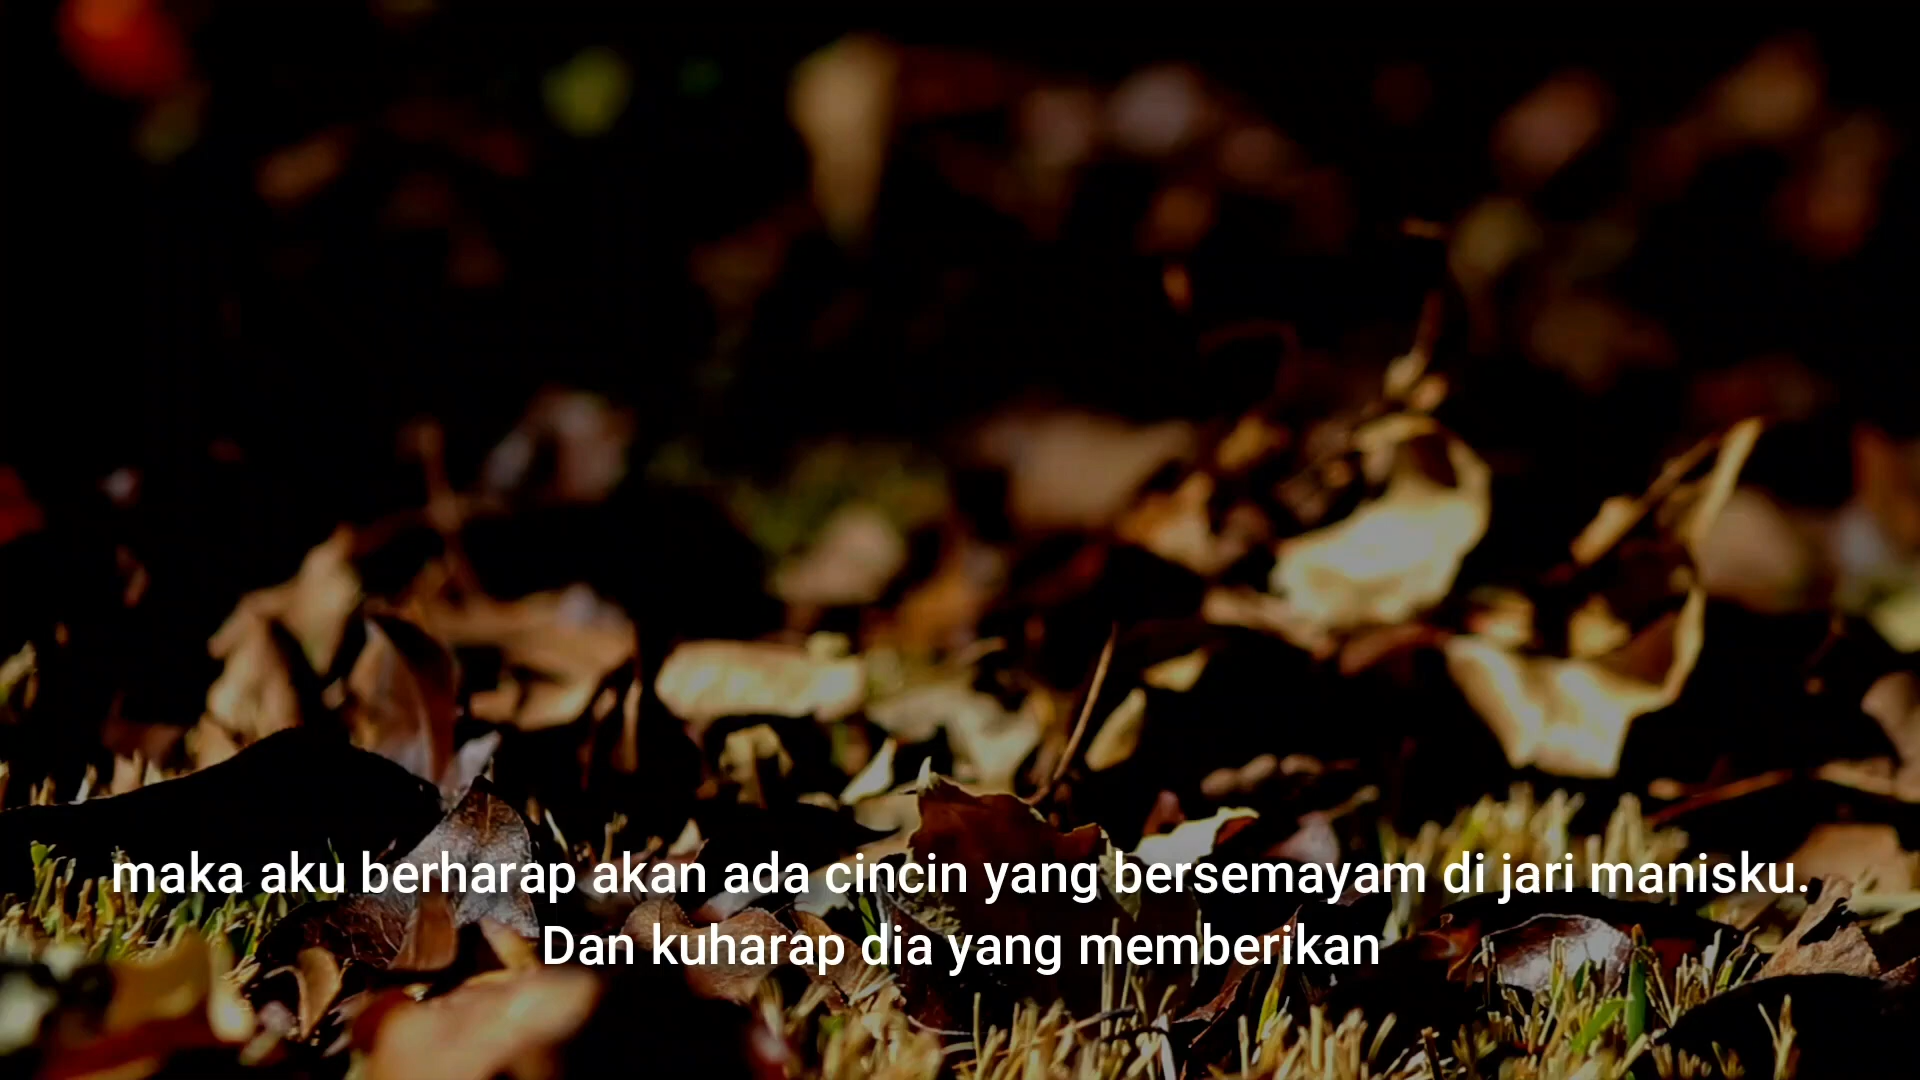 maka aku berharap akan ada cincin yang bersemayam di jari manisku.
Dan kuharap dia yang memberikan